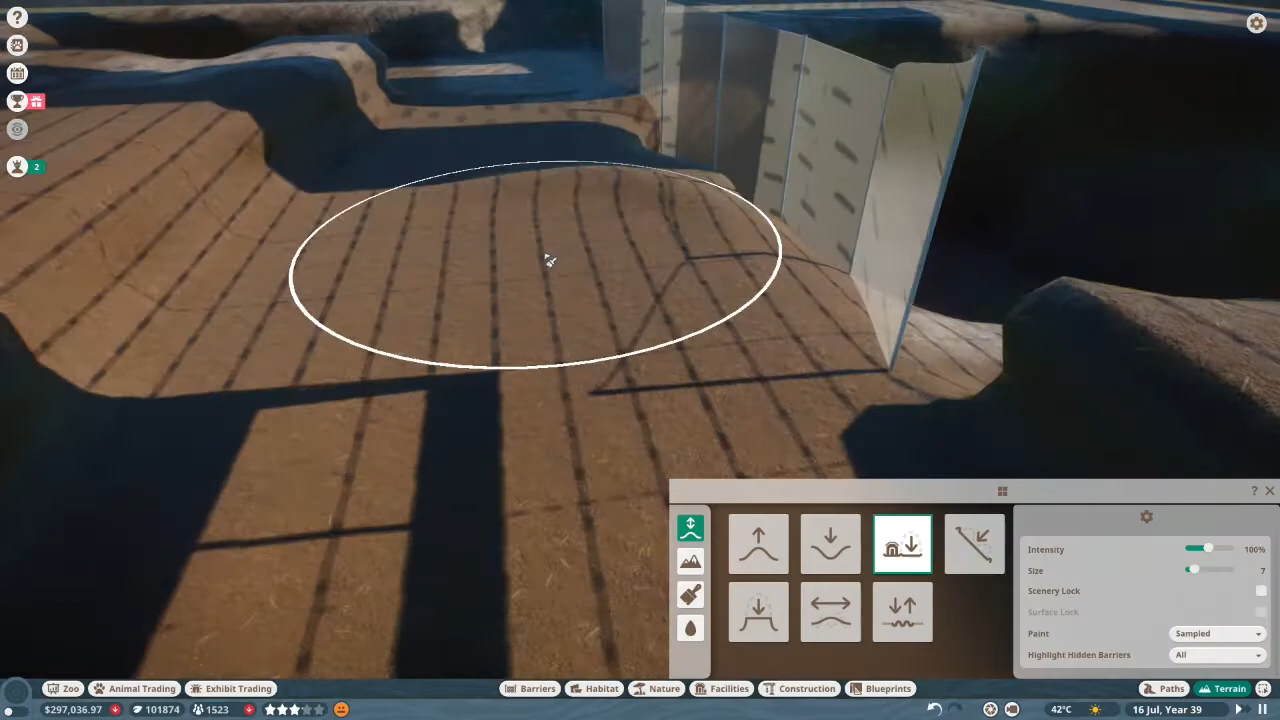 ?
2
? 
Intensity 100%
Size 7
Scenery Lock
Surface Lock
Paint Sampled
Highlight Hidden Barriers All
Zoo Animal Trading Exhibit Trading Barriers Habitat Nature Facilities Construction Blueprints Paths Terrain
$297,036.97 101874 1523 42°C 16 Jul, Year 39